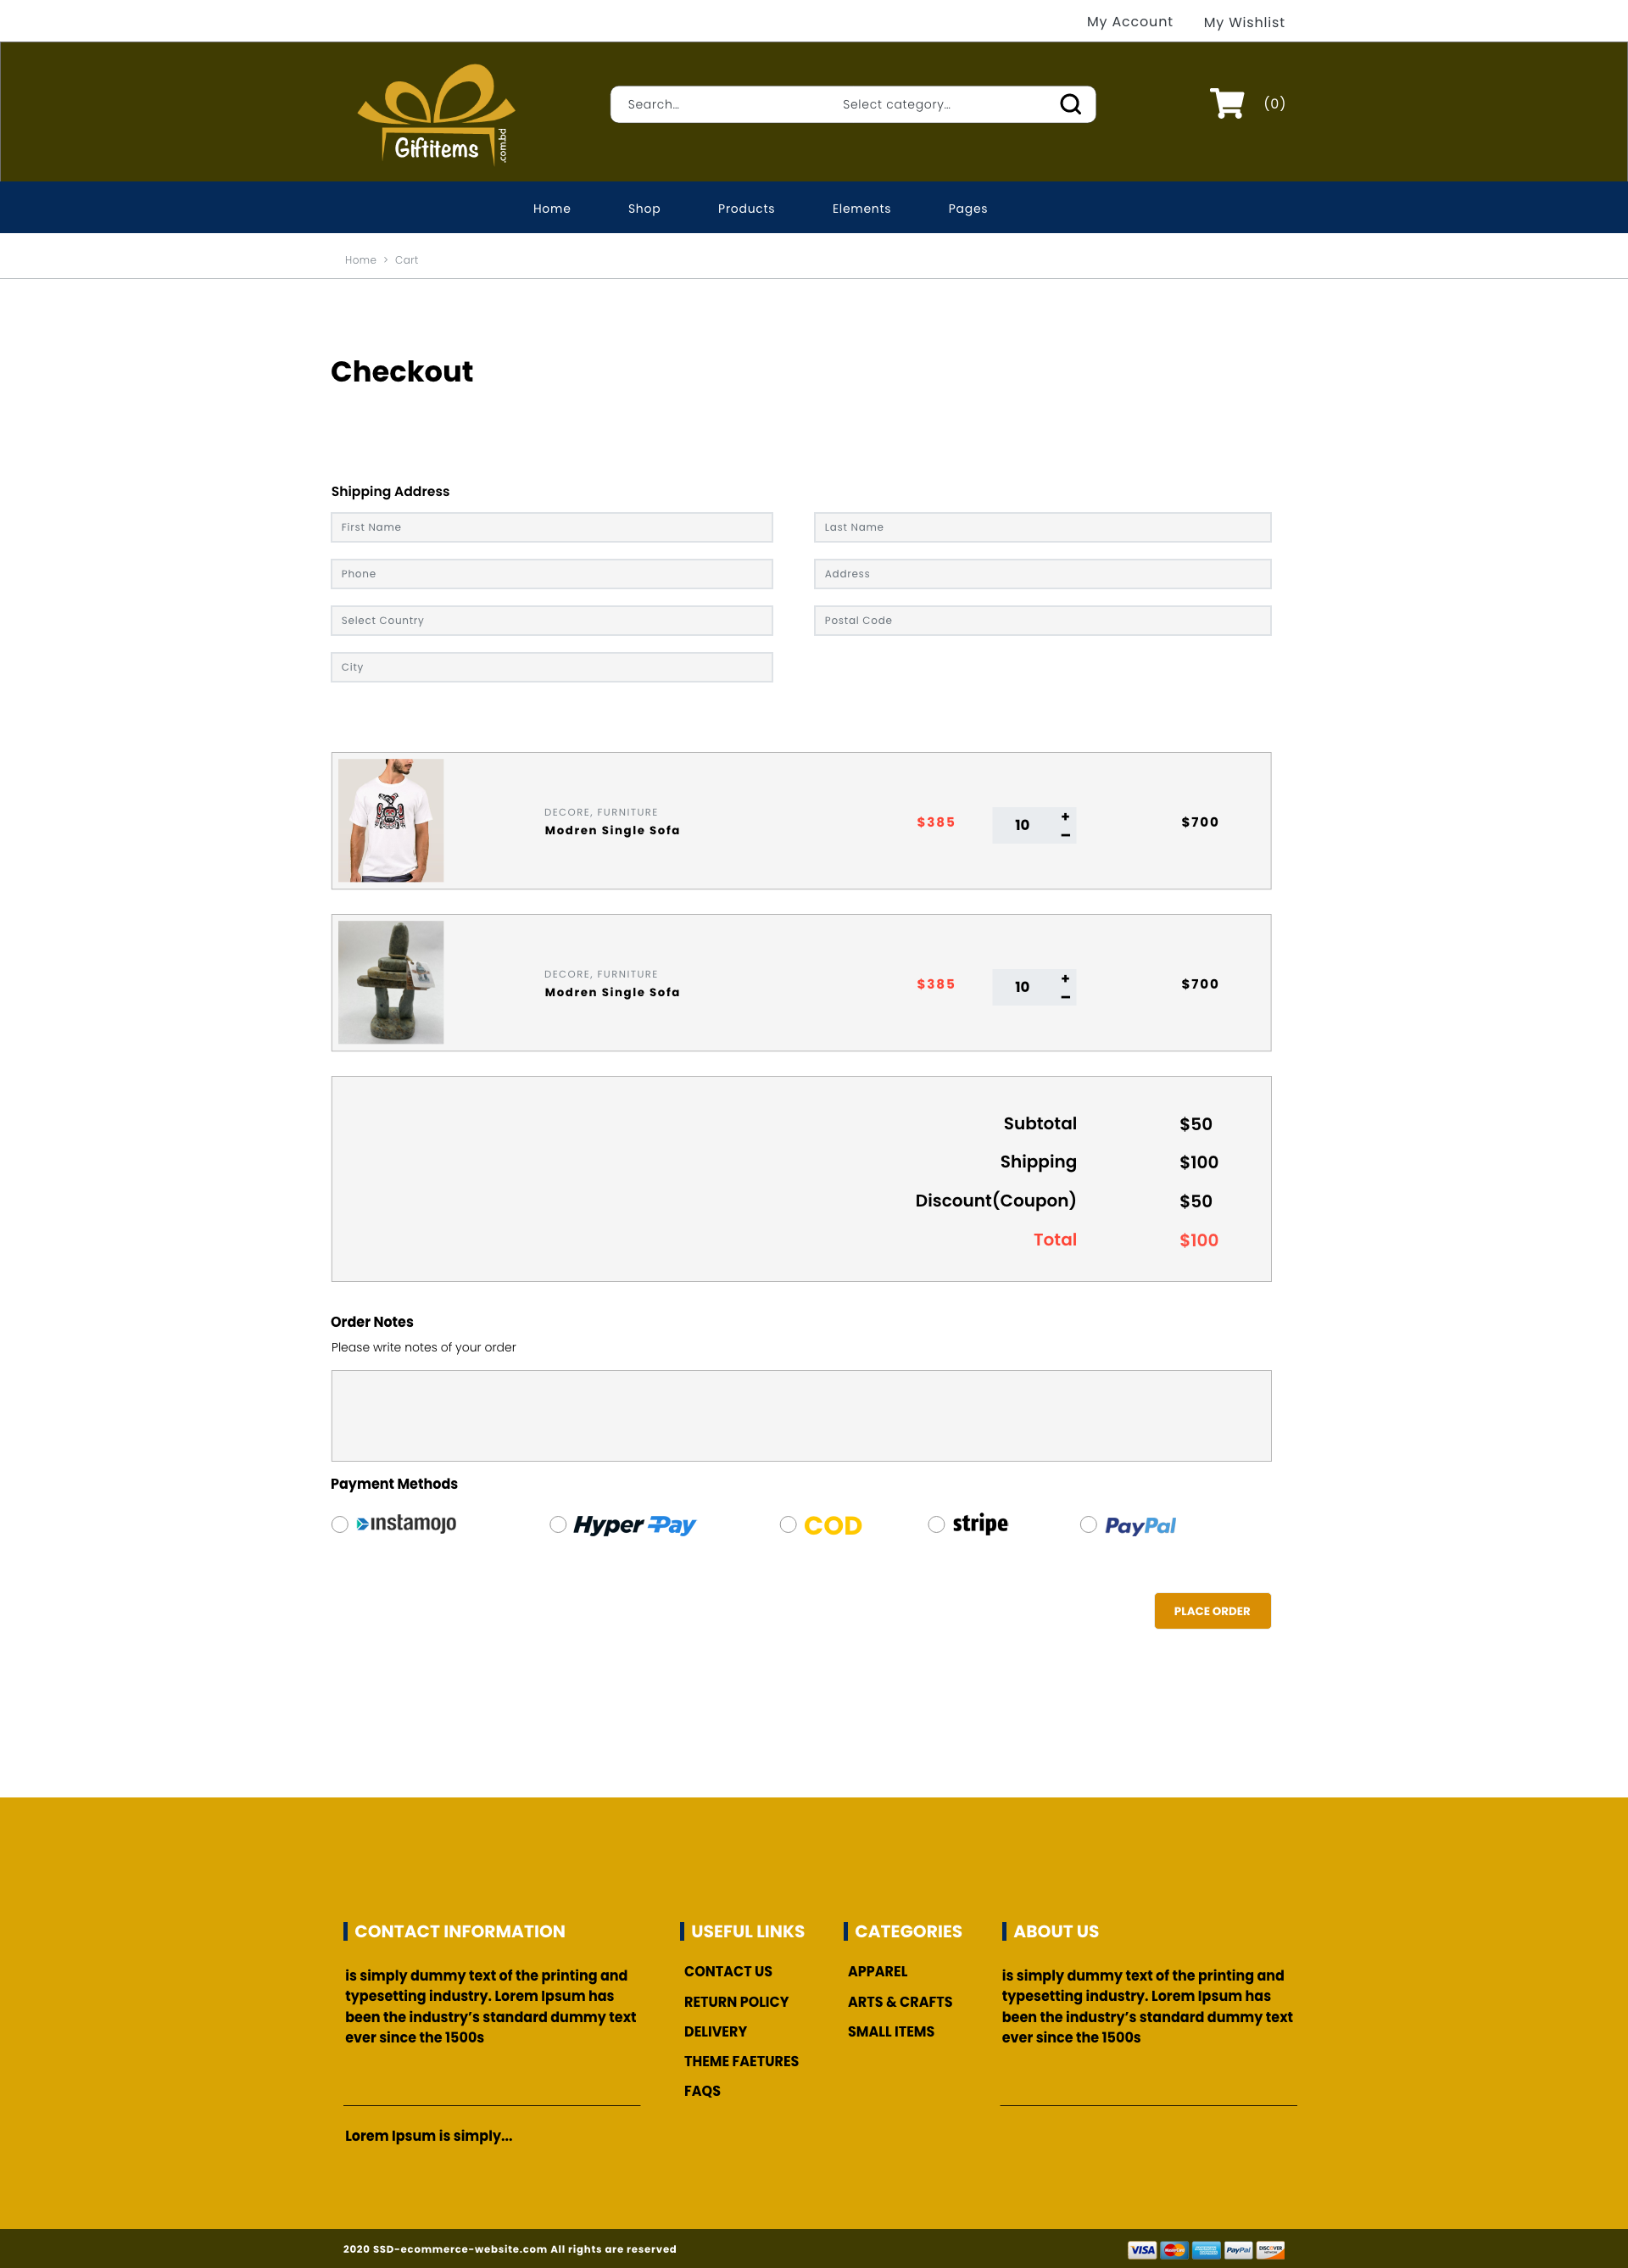 My Account My Wishlist
Giftitems
.com.bd
Search... Select category...
(0)
Home Shop Products Elements Pages
Home > Cart
Checkout
Shipping Address
First Name Last Name
Phone Address
Select Country Postal Code
City
DECORE, FURNITURE
Modren Single Sofa
$385 10 + − $700
DECORE, FURNITURE
Modren Single Sofa
$385 10 + − $700
Subtotal $50
Shipping $100
Discount(Coupon) $50
Total $100
Order Notes
Please write notes of your order
Payment Methods
instamojo HyperPay COD stripe PayPal
PLACE ORDER
CONTACT INFORMATION
is simply dummy text of the printing and
typesetting industry. Lorem Ipsum has
been the industry’s standard dummy text
ever since the 1500s
Lorem Ipsum is simply...
USEFUL LINKS
CONTACT US
RETURN POLICY
DELIVERY
THEME FAETURES
FAQS
CATEGORIES
APPAREL
ARTS & CRAFTS
SMALL ITEMS
ABOUT US
is simply dummy text of the printing and
typesetting industry. Lorem Ipsum has
been the industry’s standard dummy text
ever since the 1500s
2020 SSD-ecommerce-website.com All rights are reserved
VISA MasterCard PayPal DISCOVER